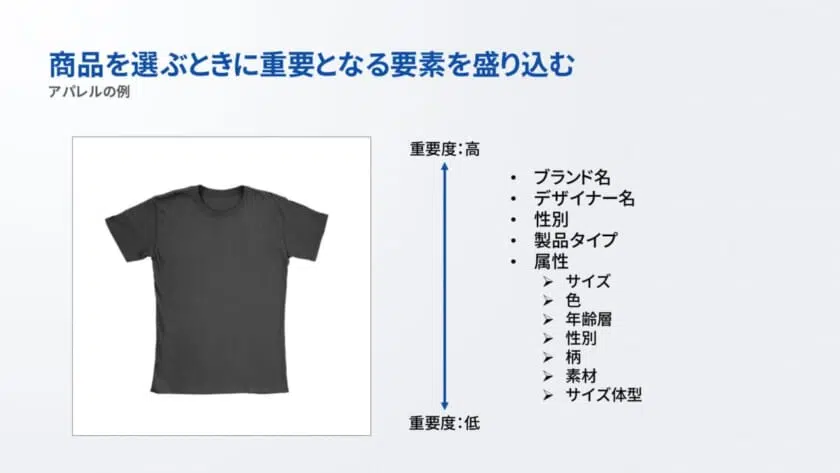 商品を選ぶときに重要となる要素を盛り込む
アパレルの例
重要度：高
• ブランド名
• デザイナー名
• 性別
• 製品タイプ
• 属性
➢ サイズ
➢ 色
➢ 年齢層
➢ 性別
➢ 柄
➢ 素材
➢ サイズ体型
重要度：低